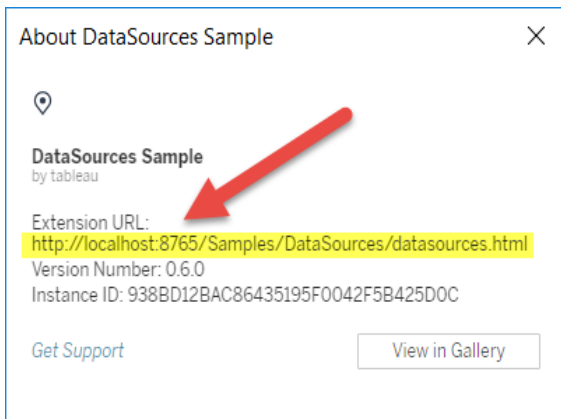 About DataSources Sample
DataSources Sample
by tableau
Extension URL:
http://localhost:8765/Samples/DataSources/datasources.html
Version Number: 0.6.0
Instance ID: 938BD12BAC86435195F0042F5B425D0C
Get Support
View in Gallery